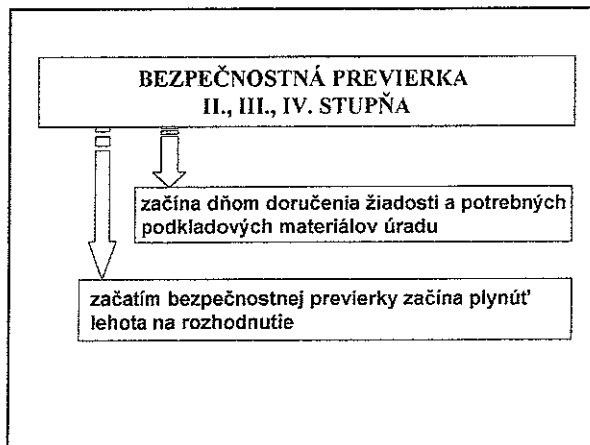 BEZPEČNOSTNÁ PREVIERKA
II., III., IV. STUPŇA
začína dňom doručenia žiadosti a potrebných
podkladových materiálov úradu
začatím bezpečnostnej previerky začína plynúť
lehota na rozhodnutie